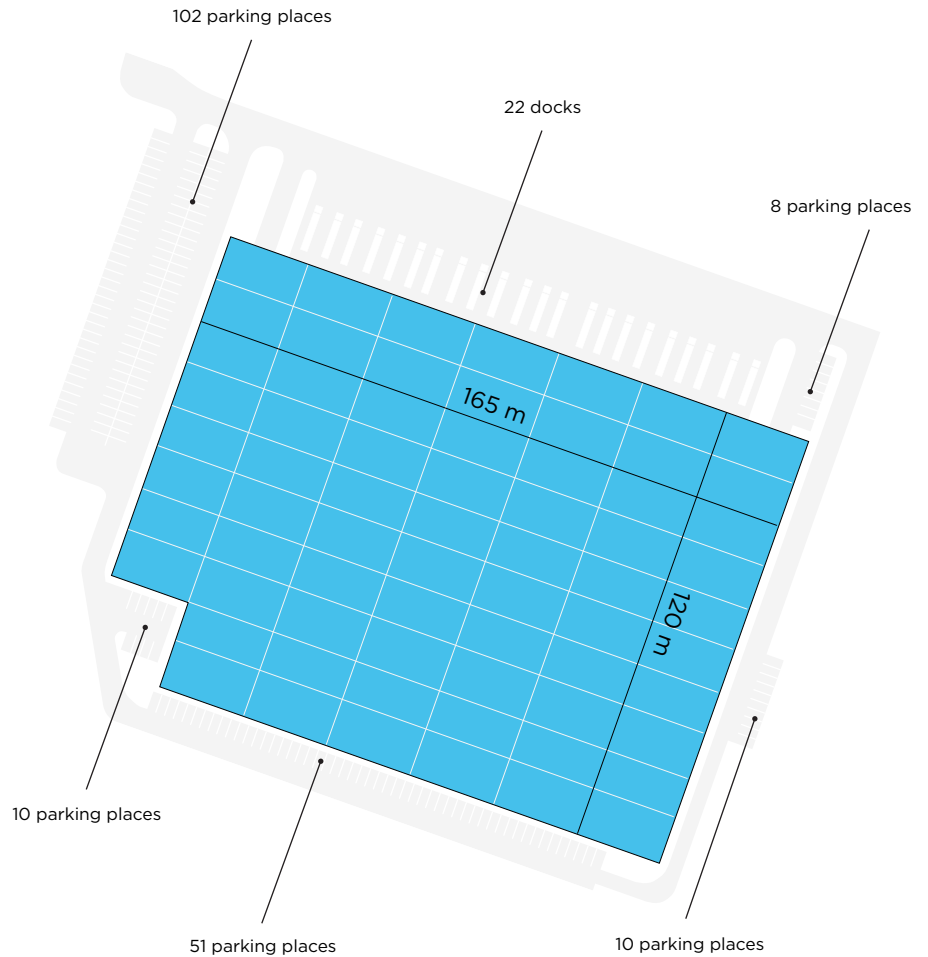 102 parking places
22 docks
8 parking places
165 m
120 m
10 parking places
51 parking places
10 parking places